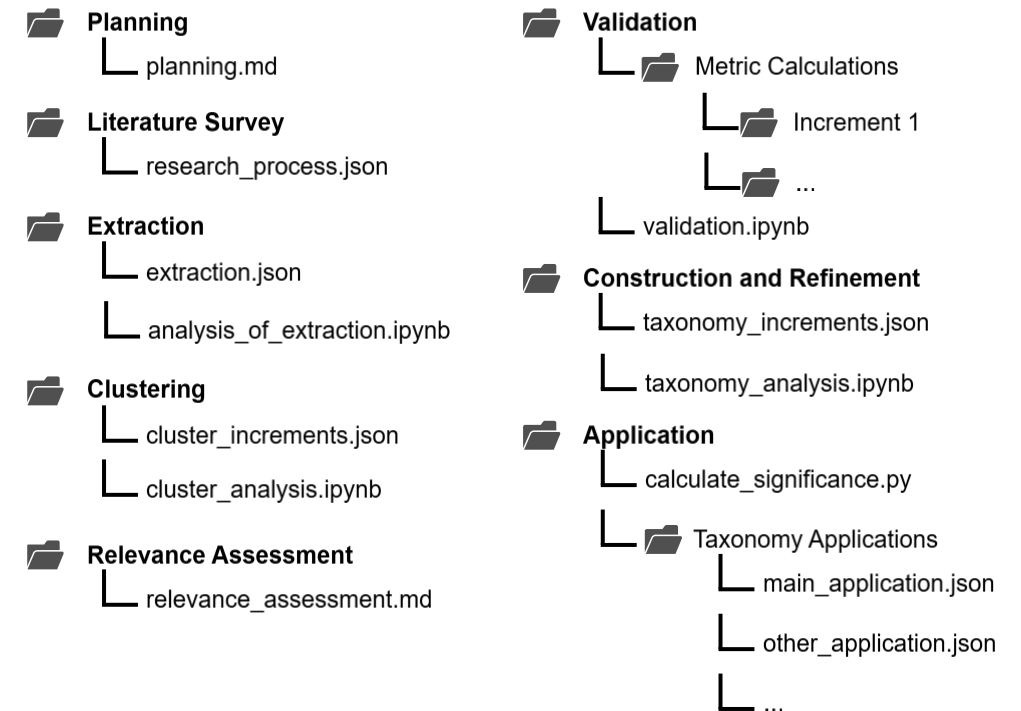 Planning
planning.md
Literature Survey
research_process.json
Extraction
extraction.json
analysis_of_extraction.ipynb
Clustering
cluster_increments.json
cluster_analysis.ipynb
Relevance Assessment
relevance_assessment.md
Validation
Metric Calculations
Increment 1
...
validation.ipynb
Construction and Refinement
taxonomy_increments.json
taxonomy_analysis.ipynb
Application
calculate_significance.py
Taxonomy Applications
main_application.json
other_application.json
...